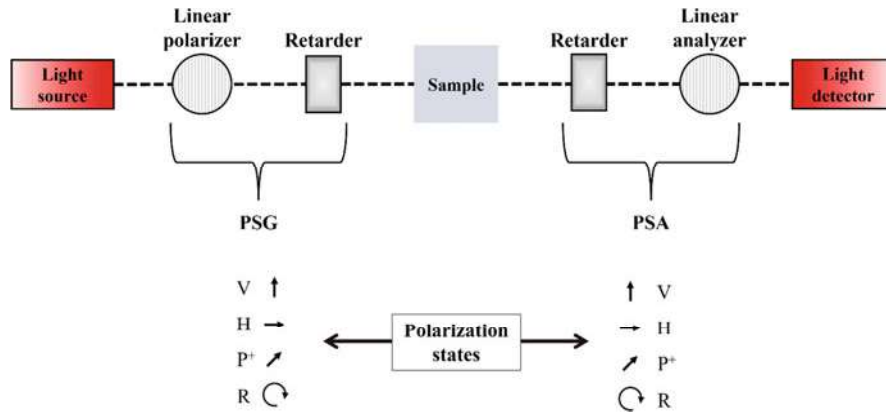 Linear
polarizer
Retarder
Retarder
Linear
analyzer
Light
source
Sample
Light
detector
PSG
PSA
V
H
P+
R
Polarization
states
V
H
P+
R